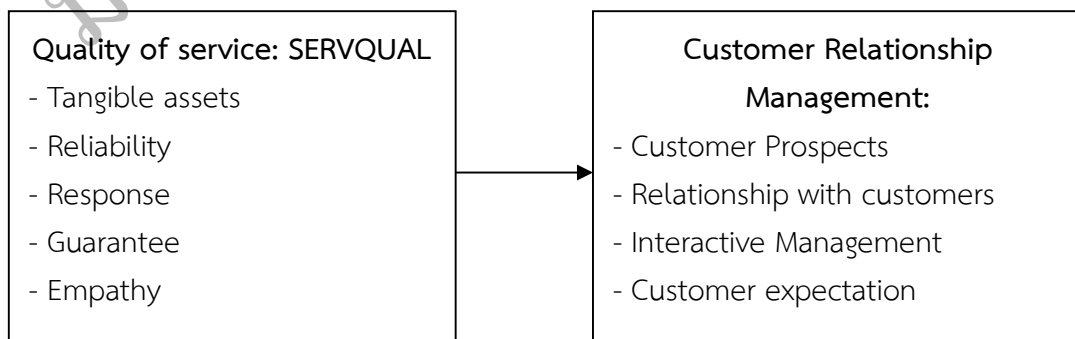 Quality of service: SERVQUAL
- Tangible assets
- Reliability
- Response
- Guarantee
- Empathy
Customer Relationship
Management:
- Customer Prospects
- Relationship with customers
- Interactive Management
- Customer expectation